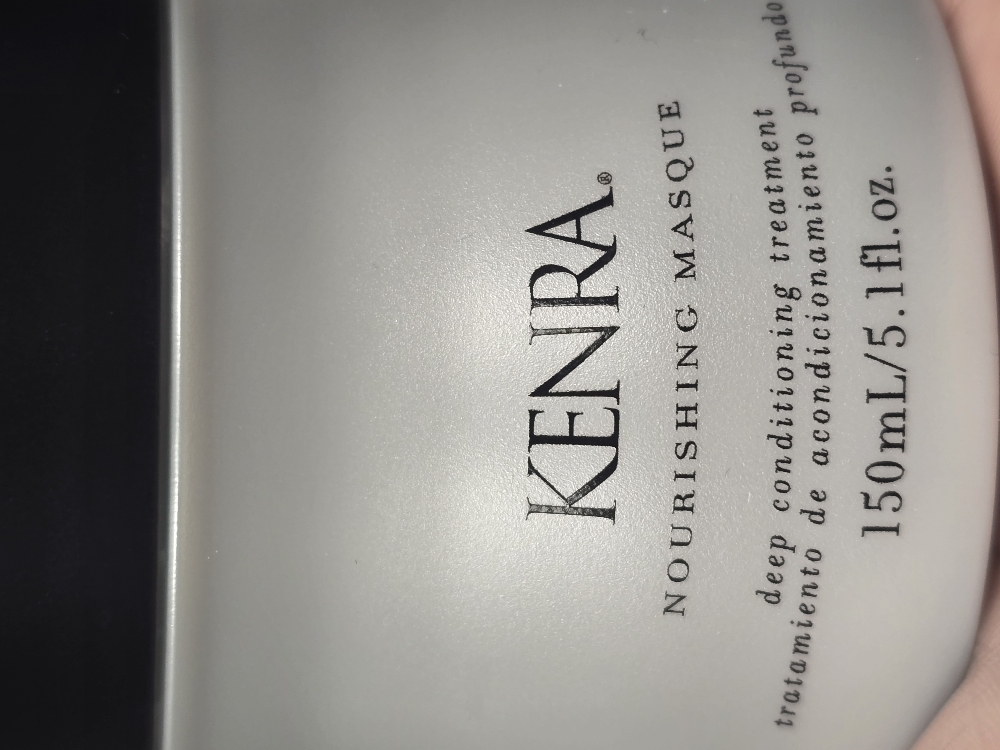 KENRA®
NOURISHING MASQUE
deep conditioning treatment
tratamiento de acondicionamiento profundo
150mL/5.1fl.oz.